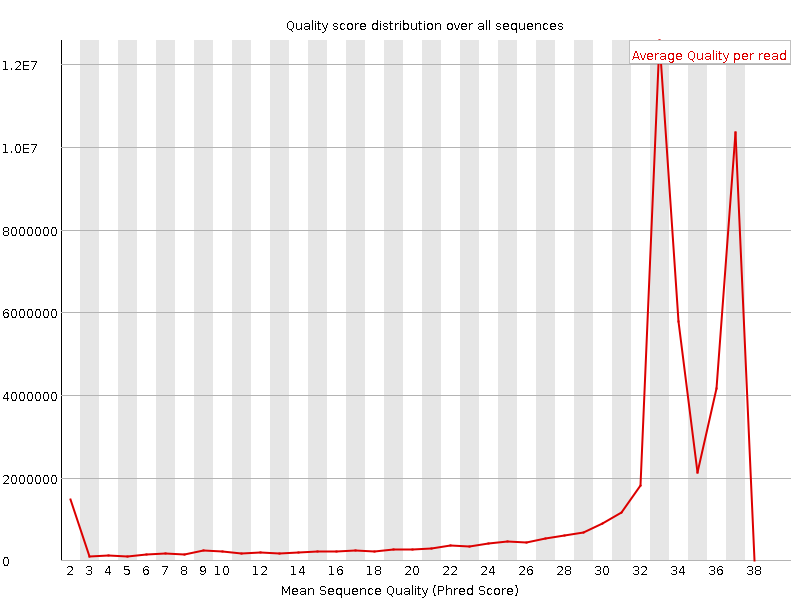 Quality score distribution over all sequences
Average Quality per read
1.2E7
1.0E7
8000000
6000000
4000000
2000000
0
2 3 4 5 6 7 8 9 10 12 14 16 18 20 22 24 26 28 30 32 34 36 38
Mean Sequence Quality (Phred Score)